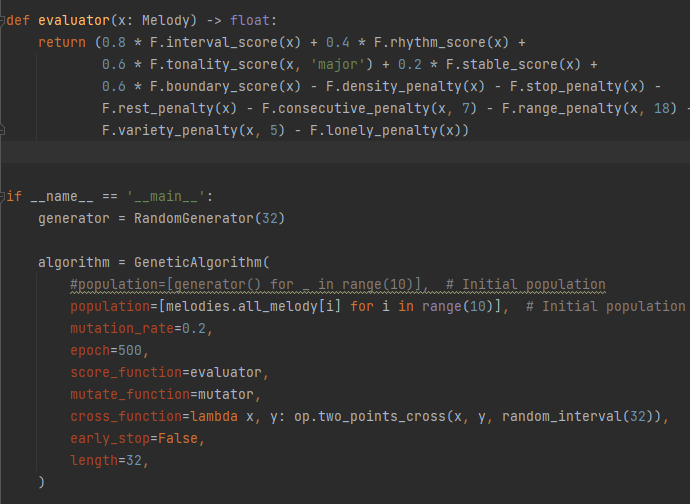 def evaluator(x: Melody) -> float:
    return (0.8 * F.interval_score(x) + 0.4 * F.rhythm_score(x) +
            0.6 * F.tonality_score(x, 'major') + 0.2 * F.stable_score(x) +
            0.6 * F.boundary_score(x) - F.density_penalty(x) - F.stop_penalty(x) -
            F.rest_penalty(x) - F.consecutive_penalty(x, 7) - F.range_penalty(x, 18) -
            F.variety_penalty(x, 5) - F.lonely_penalty(x))
if __name__ == '__main__':
    generator = RandomGenerator(32)
    algorithm = GeneticAlgorithm(
        #population=[generator() for _ in range(10)],  # Initial population
        population=[melodies.all_melody[i] for i in range(10)],  # Initial population
        mutation_rate=0.2,
        epoch=500,
        score_function=evaluator,
        mutate_function=mutator,
        cross_function=lambda x, y: op.two_points_cross(x, y, random_interval(32)),
        early_stop=False,
        length=32,
    )